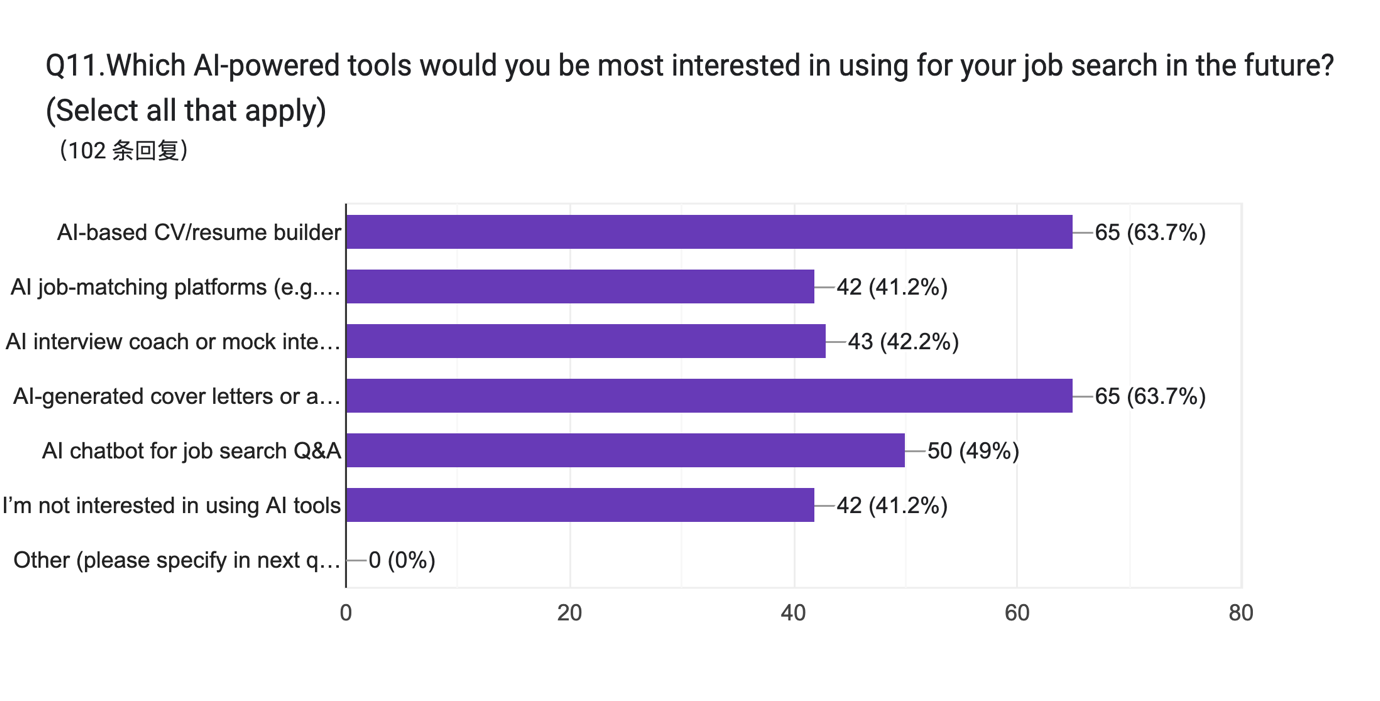 Q11.Which AI-powered tools would you be most interested in using for your job search in the future?
(Select all that apply)
（102 条回复）
AI-based CV/resume builder 65 (63.7%)
AI job-matching platforms (e.g.… 42 (41.2%)
AI interview coach or mock inte… 43 (42.2%)
AI-generated cover letters or a… 65 (63.7%)
AI chatbot for job search Q&A 50 (49%)
I’m not interested in using AI tools 42 (41.2%)
Other (please specify in next q… 0 (0%)
0 20 40 60 80